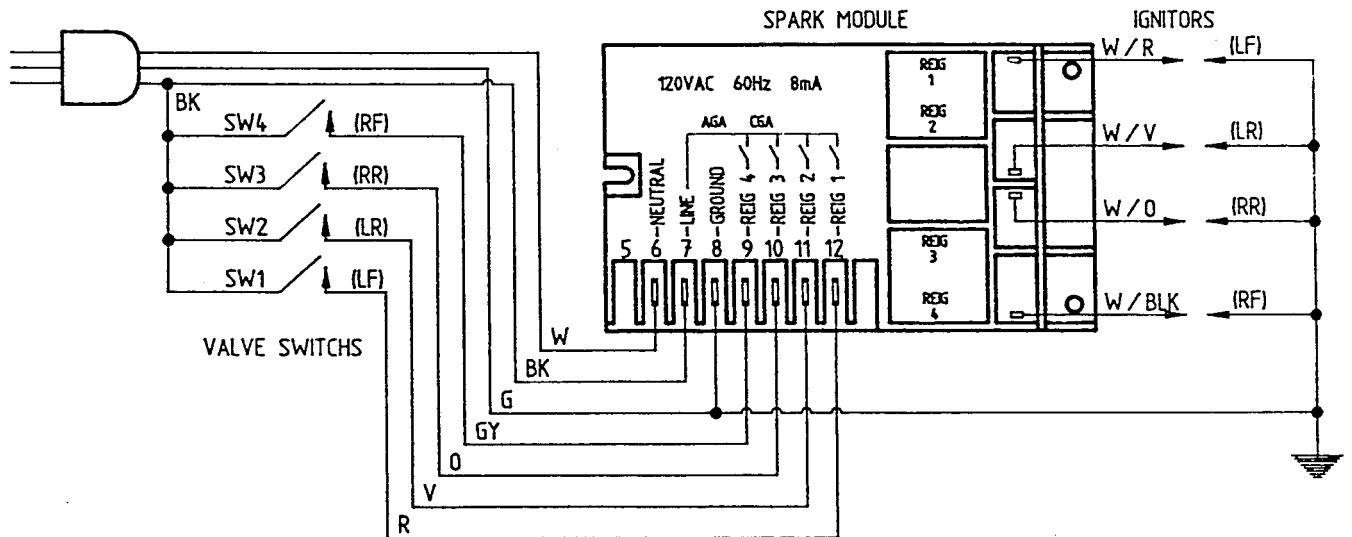 SPARK MODULE
IGNITORS
120VAC 60Hz 8mA
AGA CGA
NEUTRAL
LINE
GROUND
REIG 4
REIG 3
REIG 2
REIG 1
5 6 7 8 9 10 11 12
REIG
1
REIG
2
REIG
3
REIG
4
W/R (LF)
W/V (LR)
W/O (RR)
W/BLK (RF)
BK
SW4 (RF)
SW3 (RR)
SW2 (LR)
SW1 (LF)
VALVE SWITCHS
W
BK
G
GY
O
V
R